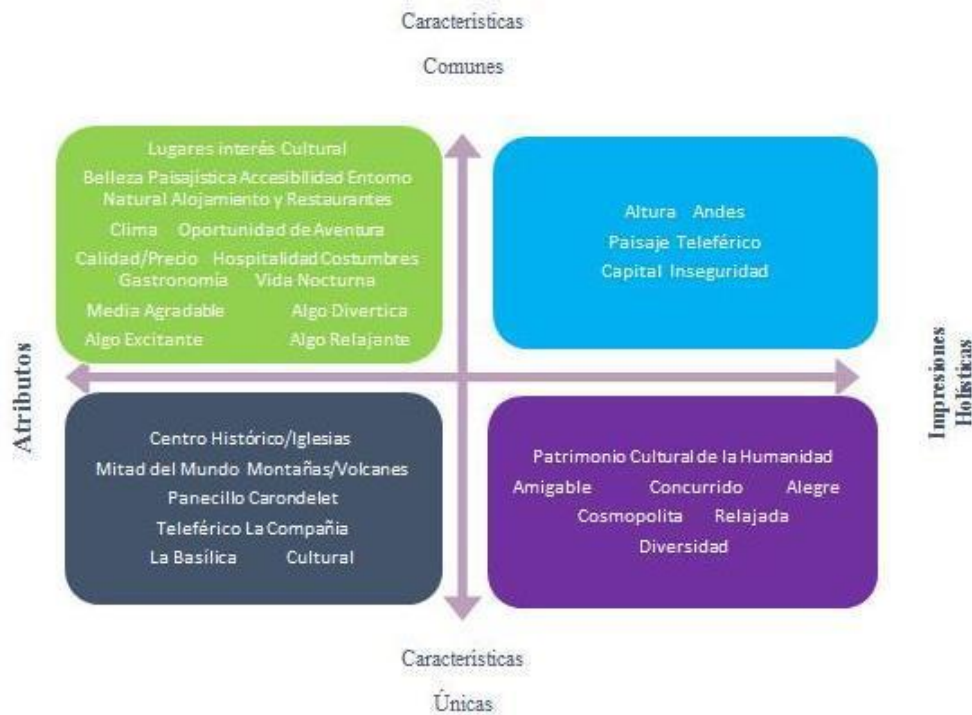 Características
Comunes
Lugares interés Cultural
Belleza Paisajística Accesibilidad Entorno
Natural Alojamiento y Restaurantes
Clima Oportunidad de Aventura
Calidad/Precio Hospitalidad Costumbres
Gastronomía Vida Nocturna
Media Agradable Algo Divertica
Algo Excitante Algo Relajante
Altura Andes
Paisaje Teleférico
Capital Inseguridad
Atributos
Impresiones
Holísticas
Centro Histórico/Iglesias
Mitad del Mundo Montañas/Volcanes
Panecillo Carondelet
Teleférico La Compañia
La Basílica Cultural
Patrimonio Cultural de la Humanidad
Amigable Concurrido Alegre
Cosmopolita Relajada
Diversidad
Características
Únicas